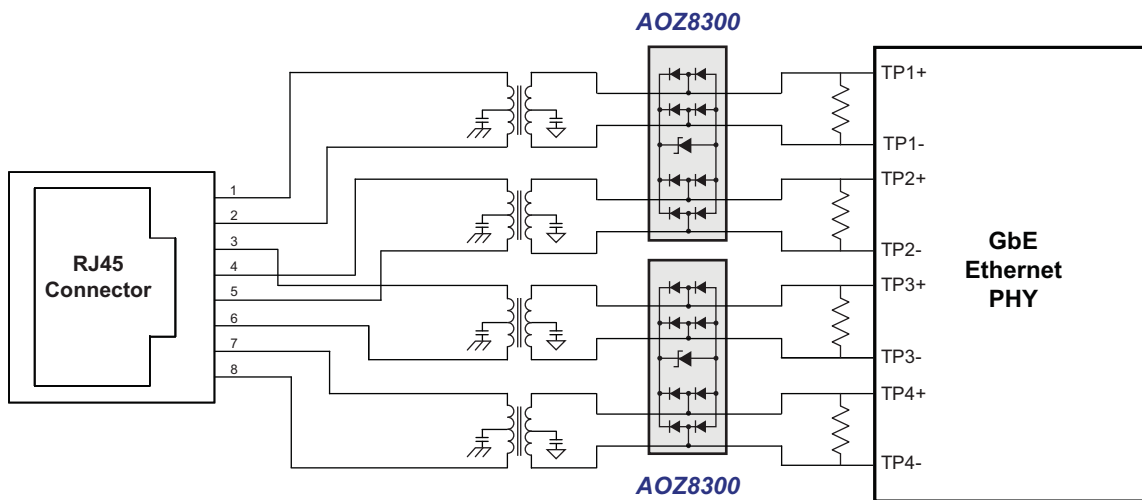 AOZ8300
RJ45
Connector
1
2
3
4
5
6
7
8
TP1+
TP1-
TP2+
TP2-
TP3+
TP3-
TP4+
TP4-
GbE
Ethernet
PHY
AOZ8300